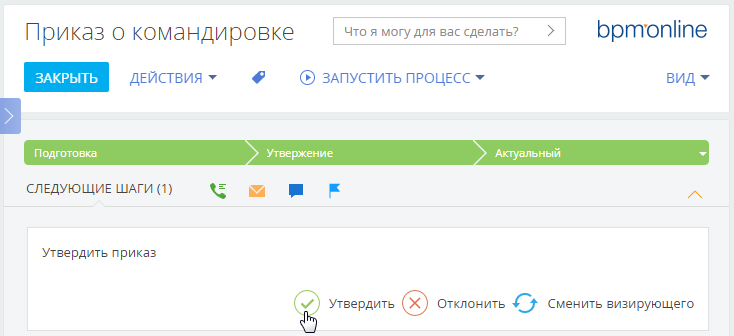 Приказ о командировке
Что я могу для вас сделать?
bpm'online
ЗАКРЫТЬ
ДЕЙСТВИЯ
ЗАПУСТИТЬ ПРОЦЕСС
ВИД
Подготовка
Утвержение
Актуальный
СЛЕДУЮЩИЕ ШАГИ (1)
Утвердить приказ
Утвердить
Отклонить
Сменить визирующего